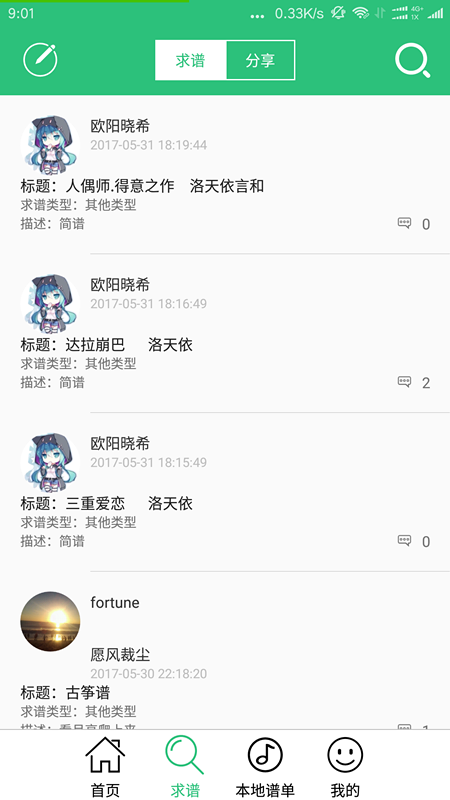 9:01 ... 0.33K/s 4G+ 1X
求谱 分享
欧阳晓希
2017-05-31 18:19:44
标题：人偶师.得意之作 洛天依言和
求谱类型：其他类型
描述：简谱 0
欧阳晓希
2017-05-31 18:16:49
标题：达拉崩巴 洛天依
求谱类型：其他类型
描述：简谱 2
欧阳晓希
2017-05-31 18:15:49
标题：三重爱恋 洛天依
求谱类型：其他类型
描述：简谱 0
fortune
愿风裁尘
2017-05-30 22:18:20
标题：古筝谱
求谱类型：其他类型
首页 求谱 本地谱单 我的